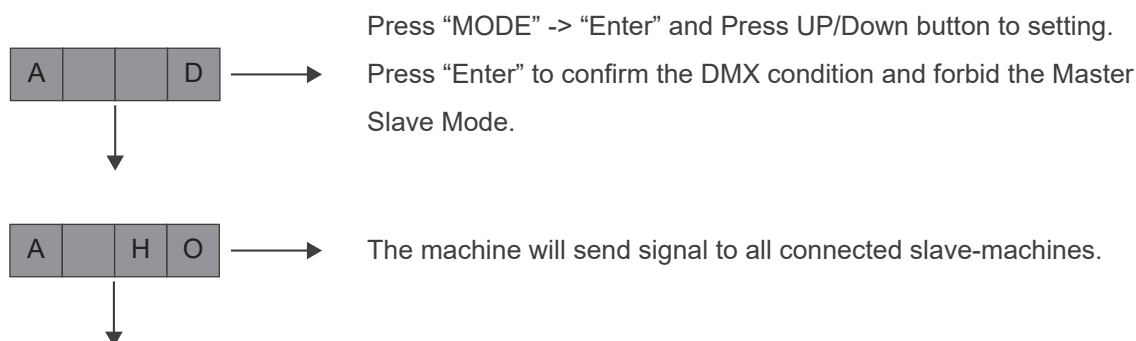 Press “MODE” -> “Enter” and Press UP/Down button to setting.
A D
Press “Enter” to confirm the DMX condition and forbid the Master
Slave Mode.
A H O
The machine will send signal to all connected slave-machines.